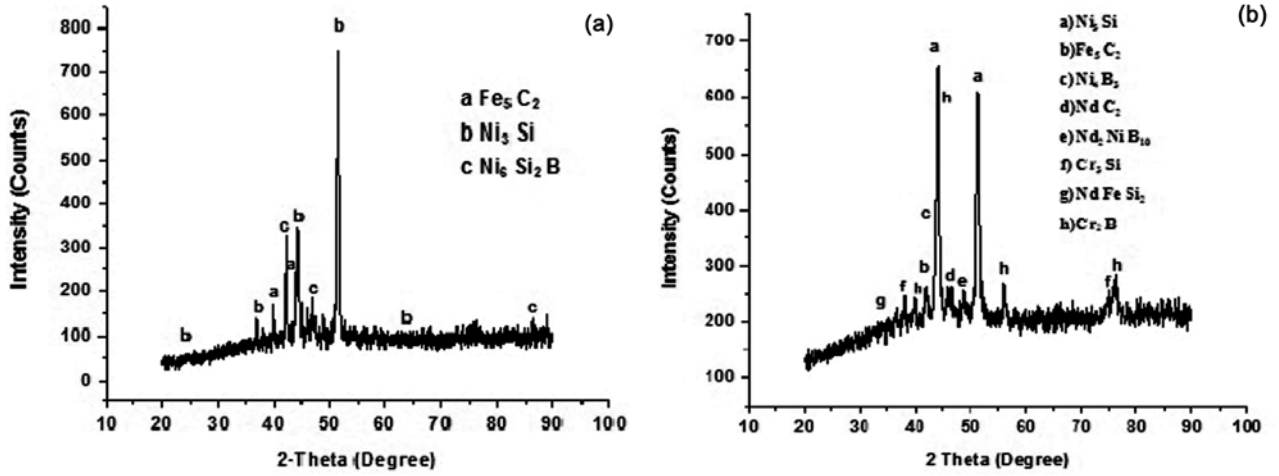 (a)
800
700
600
500
400
300
200
100
0
Intensity (Counts)
b
a Fe₅ C₂
b Ni₃ Si
c Ni₆ Si₂ B
b
c
a
a
b
c
b
b
c
10 20 30 40 50 60 70 80 90 100
2-Theta (Degree)
(b)
700
600
500
400
300
200
100
Intensity (Counts)
a)Ni₃ Si
b)Fe₅ C₂
c)Ni₄ B₃
d)Nd C₂
e)Nd₂ Ni B₁₀
f) Cr₃ Si
g)Nd Fe Si₂
h)Cr₂ B
a
h
a
c
b
d
e
h
f
h
g
f
h
10 20 30 40 50 60 70 80 90 100
2 Theta (Degree)